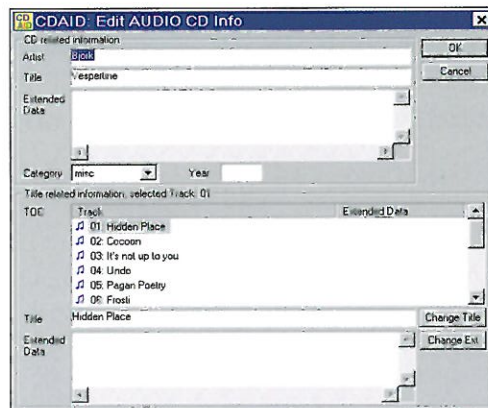 CD AID CDAID: Edit AUDIO CD Info
CD related information
Artist Björk OK
Title Vespertine Cancel
Extended Data
Category misc Year
Title related information, selected Track: 01
TOC Track Extended Data
01: Hidden Place
02: Cocoon
03: It's not up to you
04: Undo
05: Pagan Poetry
06: Frosti
Title Hidden Place Change Title
Extended Data Change Ext